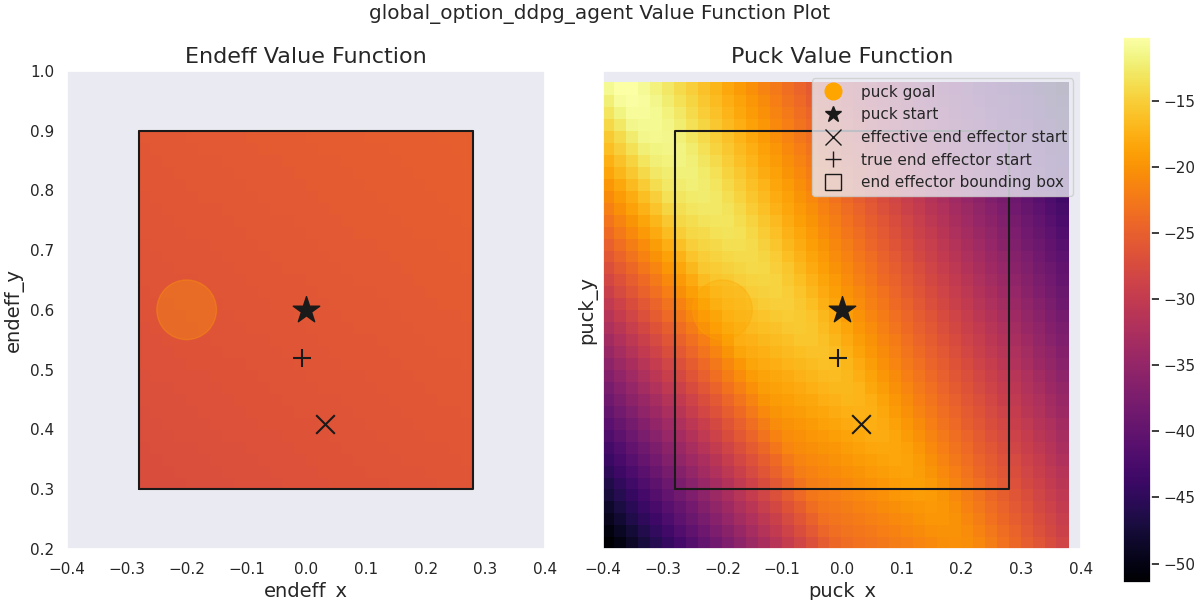 global_option_ddpg_agent Value Function Plot
Endeff Value Function
1.0
0.9
0.8
0.7
0.6
0.5
0.4
0.3
0.2
endeff_y
−0.4 −0.3 −0.2 −0.1 0.0 0.1 0.2 0.3 0.4
endeff_x
Puck Value Function
puck goal
puck start
effective end effector start
true end effector start
end effector bounding box
puck_y
−0.4 −0.3 −0.2 −0.1 0.0 0.1 0.2 0.3 0.4
puck_x
−15
−20
−25
−30
−35
−40
−45
−50